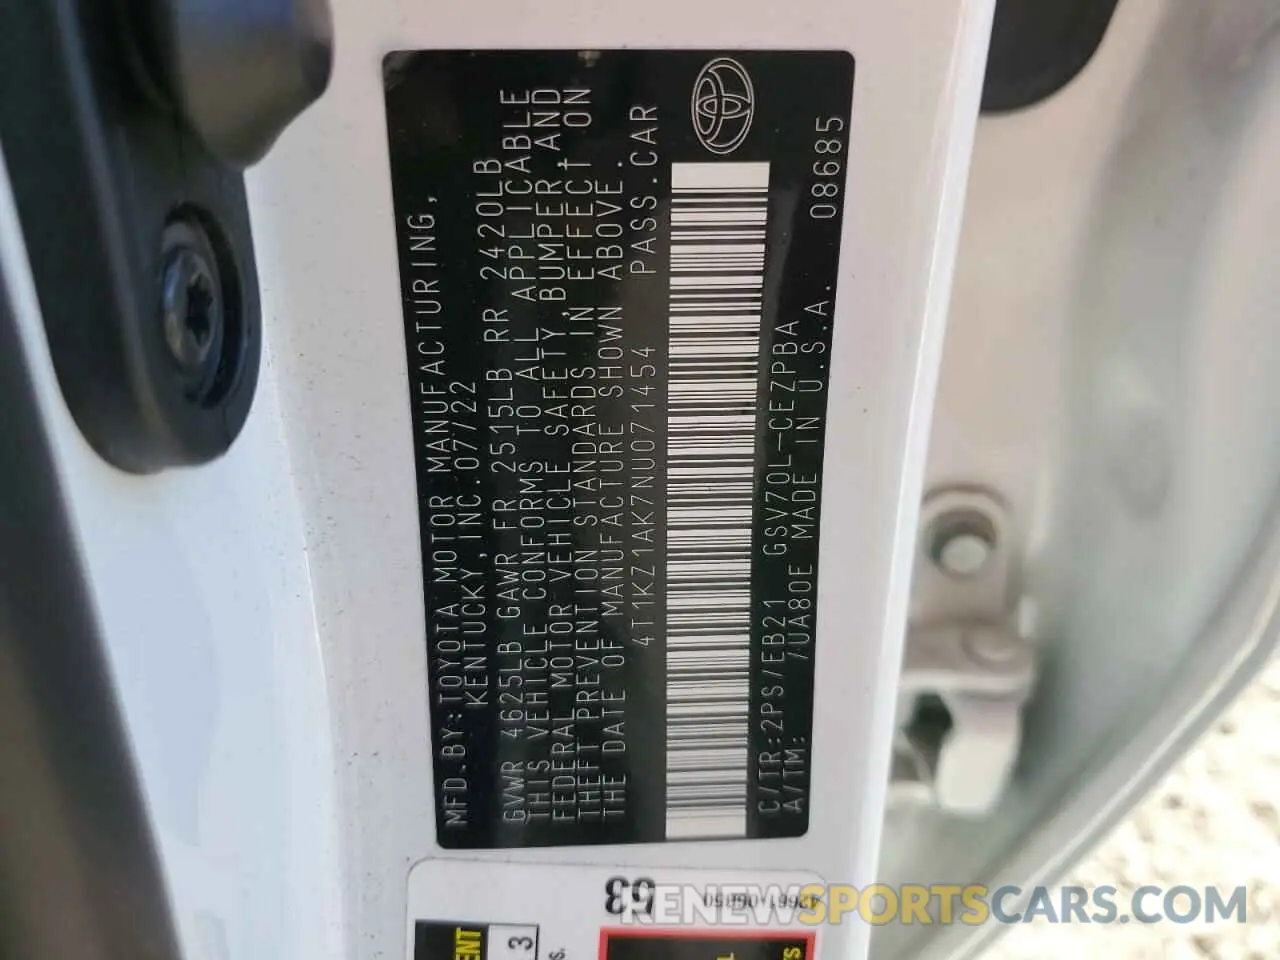 MFD.BY:TOYOTA MOTOR MANUFACTURING,
KENTUCKY,INC.07/22
GVWR 4625LB GAWR FR 2515LB RR 2420LB
THIS VEHICLE CONFORMS TO ALL APPLICABLE
FEDERAL MOTOR VEHICLE SAFETY,BUMPER,AND
THEFT PREVENTION STANDARDS IN EFFECT ON
THE DATE OF MANUFACTURE SHOWN ABOVE.
4T1KZ1AK7NU071454 PASS.CAR
C/TR:2PS/EB21 GSV70L-CEZPBA
A/TM: /UA80E MADE IN U.S.A. 08685
53
ENT
3
RENEWSPORTSCARS.COM